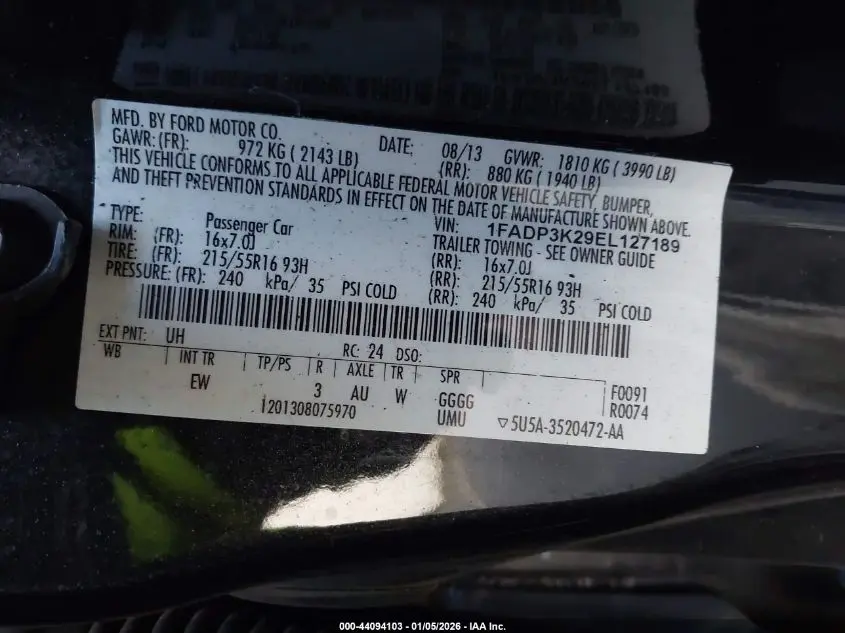 MFD. BY FORD MOTOR CO.
DATE: 08/13 GVWR: 1810 KG ( 3990 LB)
GAWR:(FR): 972 KG ( 2143 LB) (RR): 880 KG ( 1940 LB)
THIS VEHICLE CONFORMS TO ALL APPLICABLE FEDERAL MOTOR VEHICLE SAFETY, BUMPER,
AND THEFT PREVENTION STANDARDS IN EFFECT ON THE DATE OF MANUFACTURE SHOWN ABOVE.
VIN: 1FADP3K29EL127189
TYPE: Passenger Car TRAILER TOWING - SEE OWNER GUIDE
RIM: (FR): 16x7.0J (RR): 16x7.0J
TIRE: (FR): 215/55R16 93H (RR): 215/55R16 93H
PRESSURE: (FR): 240 kPa/ 35 PSI COLD (RR): 240 kPa/ 35 PSI COLD
EXT PNT: UH RC: 24 DSO:
WB INT TR TP/PS R AXLE TR SPR F0091
EW 3 AU W GGGG R0074
1201308075970 UMU ▽5U5A-3520472-AA
000-44094103 - 01/05/2026 - IAA Inc.